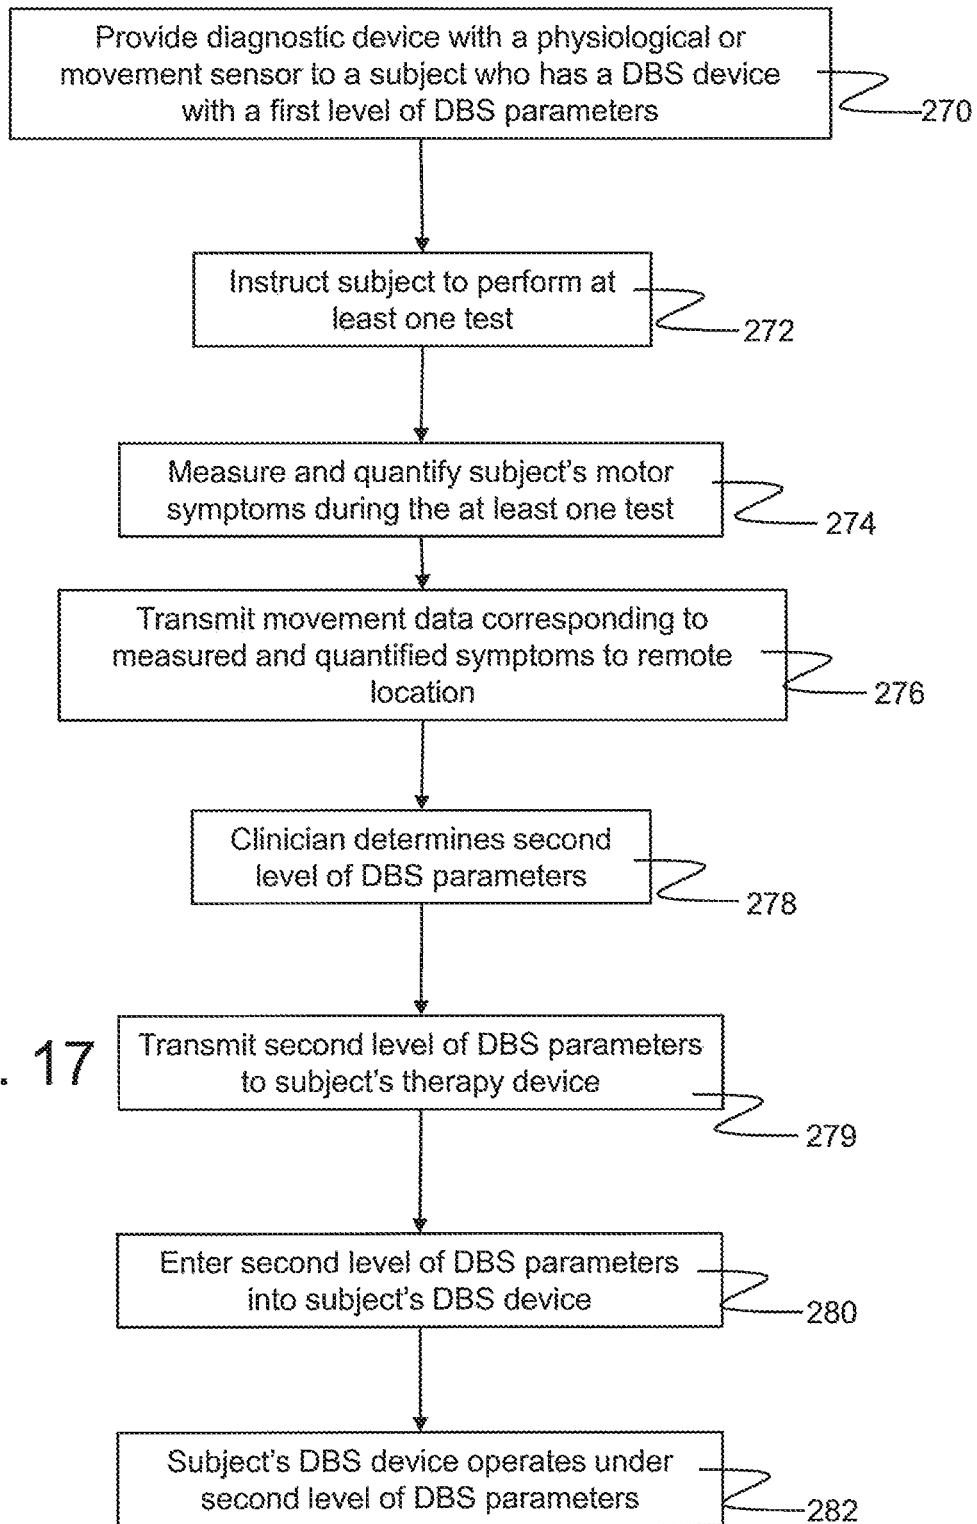 Provide diagnostic device with a physiological or
movement sensor to a subject who has a DBS device
with a first level of DBS parameters
270
Instruct subject to perform at
least one test
272
Measure and quantify subject's motor
symptoms during the at least one test
274
Transmit movement data corresponding to
measured and quantified symptoms to remote
location
276
Clinician determines second
level of DBS parameters
278
. 17
Transmit second level of DBS parameters
to subject's therapy device
279
Enter second level of DBS parameters
into subject's DBS device
280
Subject's DBS device operates under
second level of DBS parameters
282